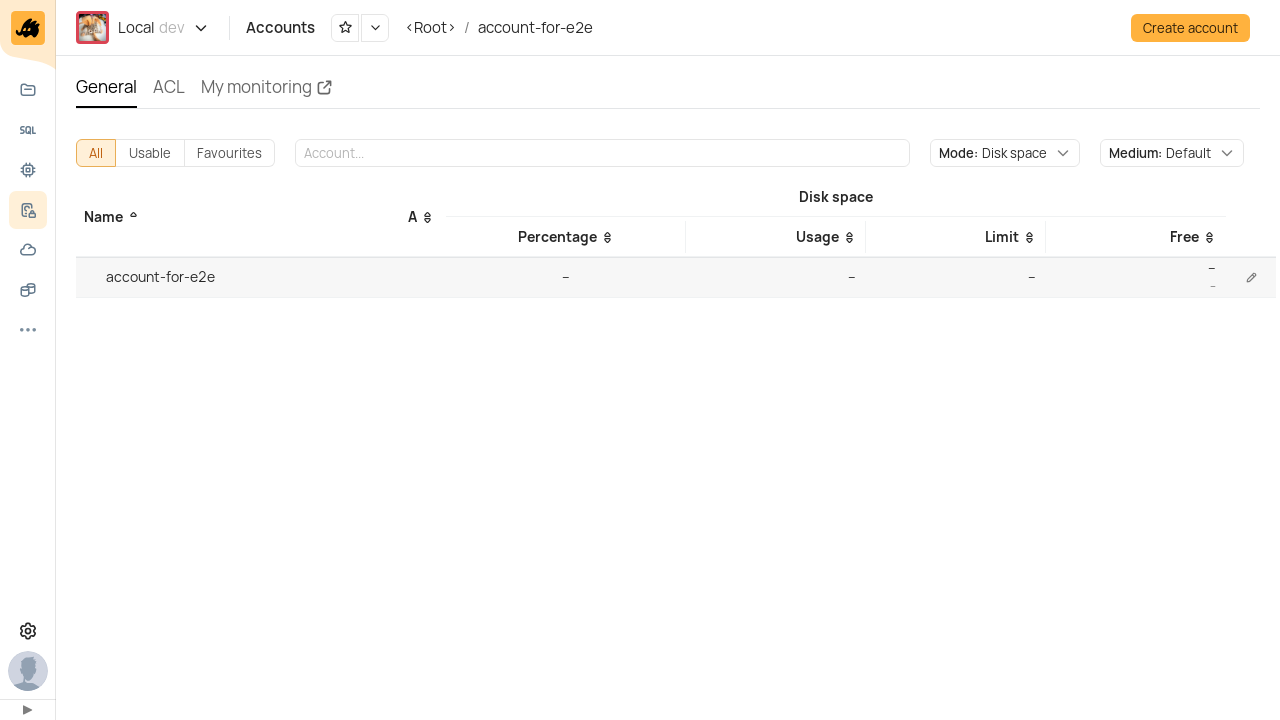 Local dev
Accounts
<Root> / account-for-e2e
Create account
General
ACL
My monitoring
SQL
All
Usable
Favourites
Account...
Mode: Disk space
Medium: Default
Name
A
Disk space
Percentage
Usage
Limit
Free
account-for-e2e
–
–
–
–
–